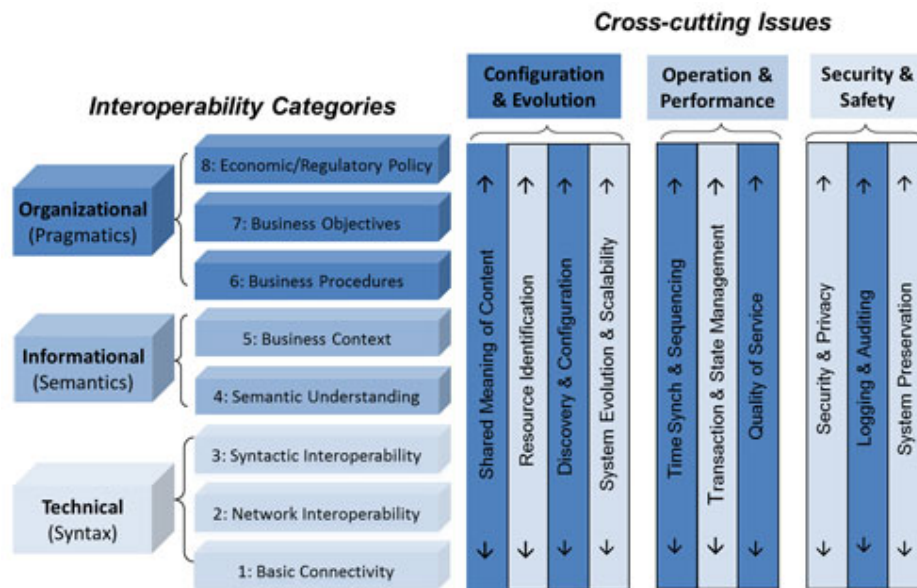 Cross-cutting Issues
Configuration
& Evolution
Operation &
Performance
Security &
Safety
Interoperability Categories
Organizational
(Pragmatics)
8: Economic/Regulatory Policy
7: Business Objectives
6: Business Procedures
Informational
(Semantics)
5: Business Context
4: Semantic Understanding
Technical
(Syntax)
3: Syntactic Interoperability
2: Network Interoperability
1: Basic Connectivity
Shared Meaning of Content
Resource Identification
Discovery & Configuration
System Evolution & Scalability
Time Synch & Sequencing
Transaction & State Management
Quality of Service
Security & Privacy
Logging & Auditing
System Preservation